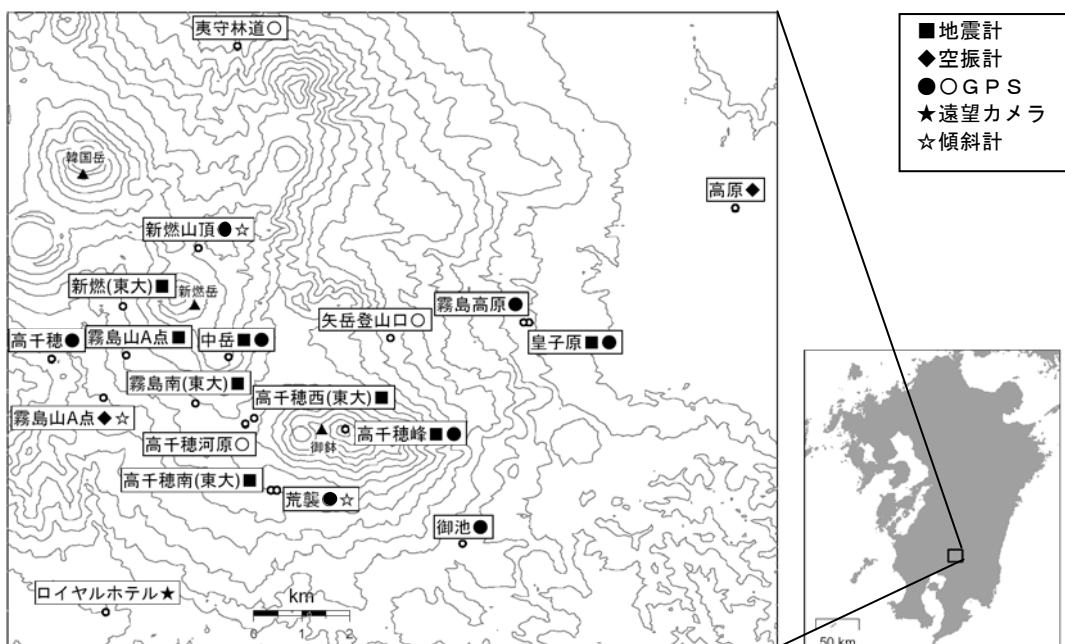 夷守林道○
■地震計
◆空振計
●○GPS
★遠望カメラ
☆傾斜計
韓国岳
高原◆
新燃山頂●☆
新燃(東大)■
新燃岳
霧島高原●
矢岳登山口○
皇子原■●
高千穂●
霧島山A点■
中岳■●
霧島南(東大)■
高千穂西(東大)■
霧島山A点◆☆
高千穂河原○
御鉢
高千穂峰■●
高千穂南(東大)■
荒襲●☆
御池●
ロイヤルホテル★
km
0 1 2
50 km